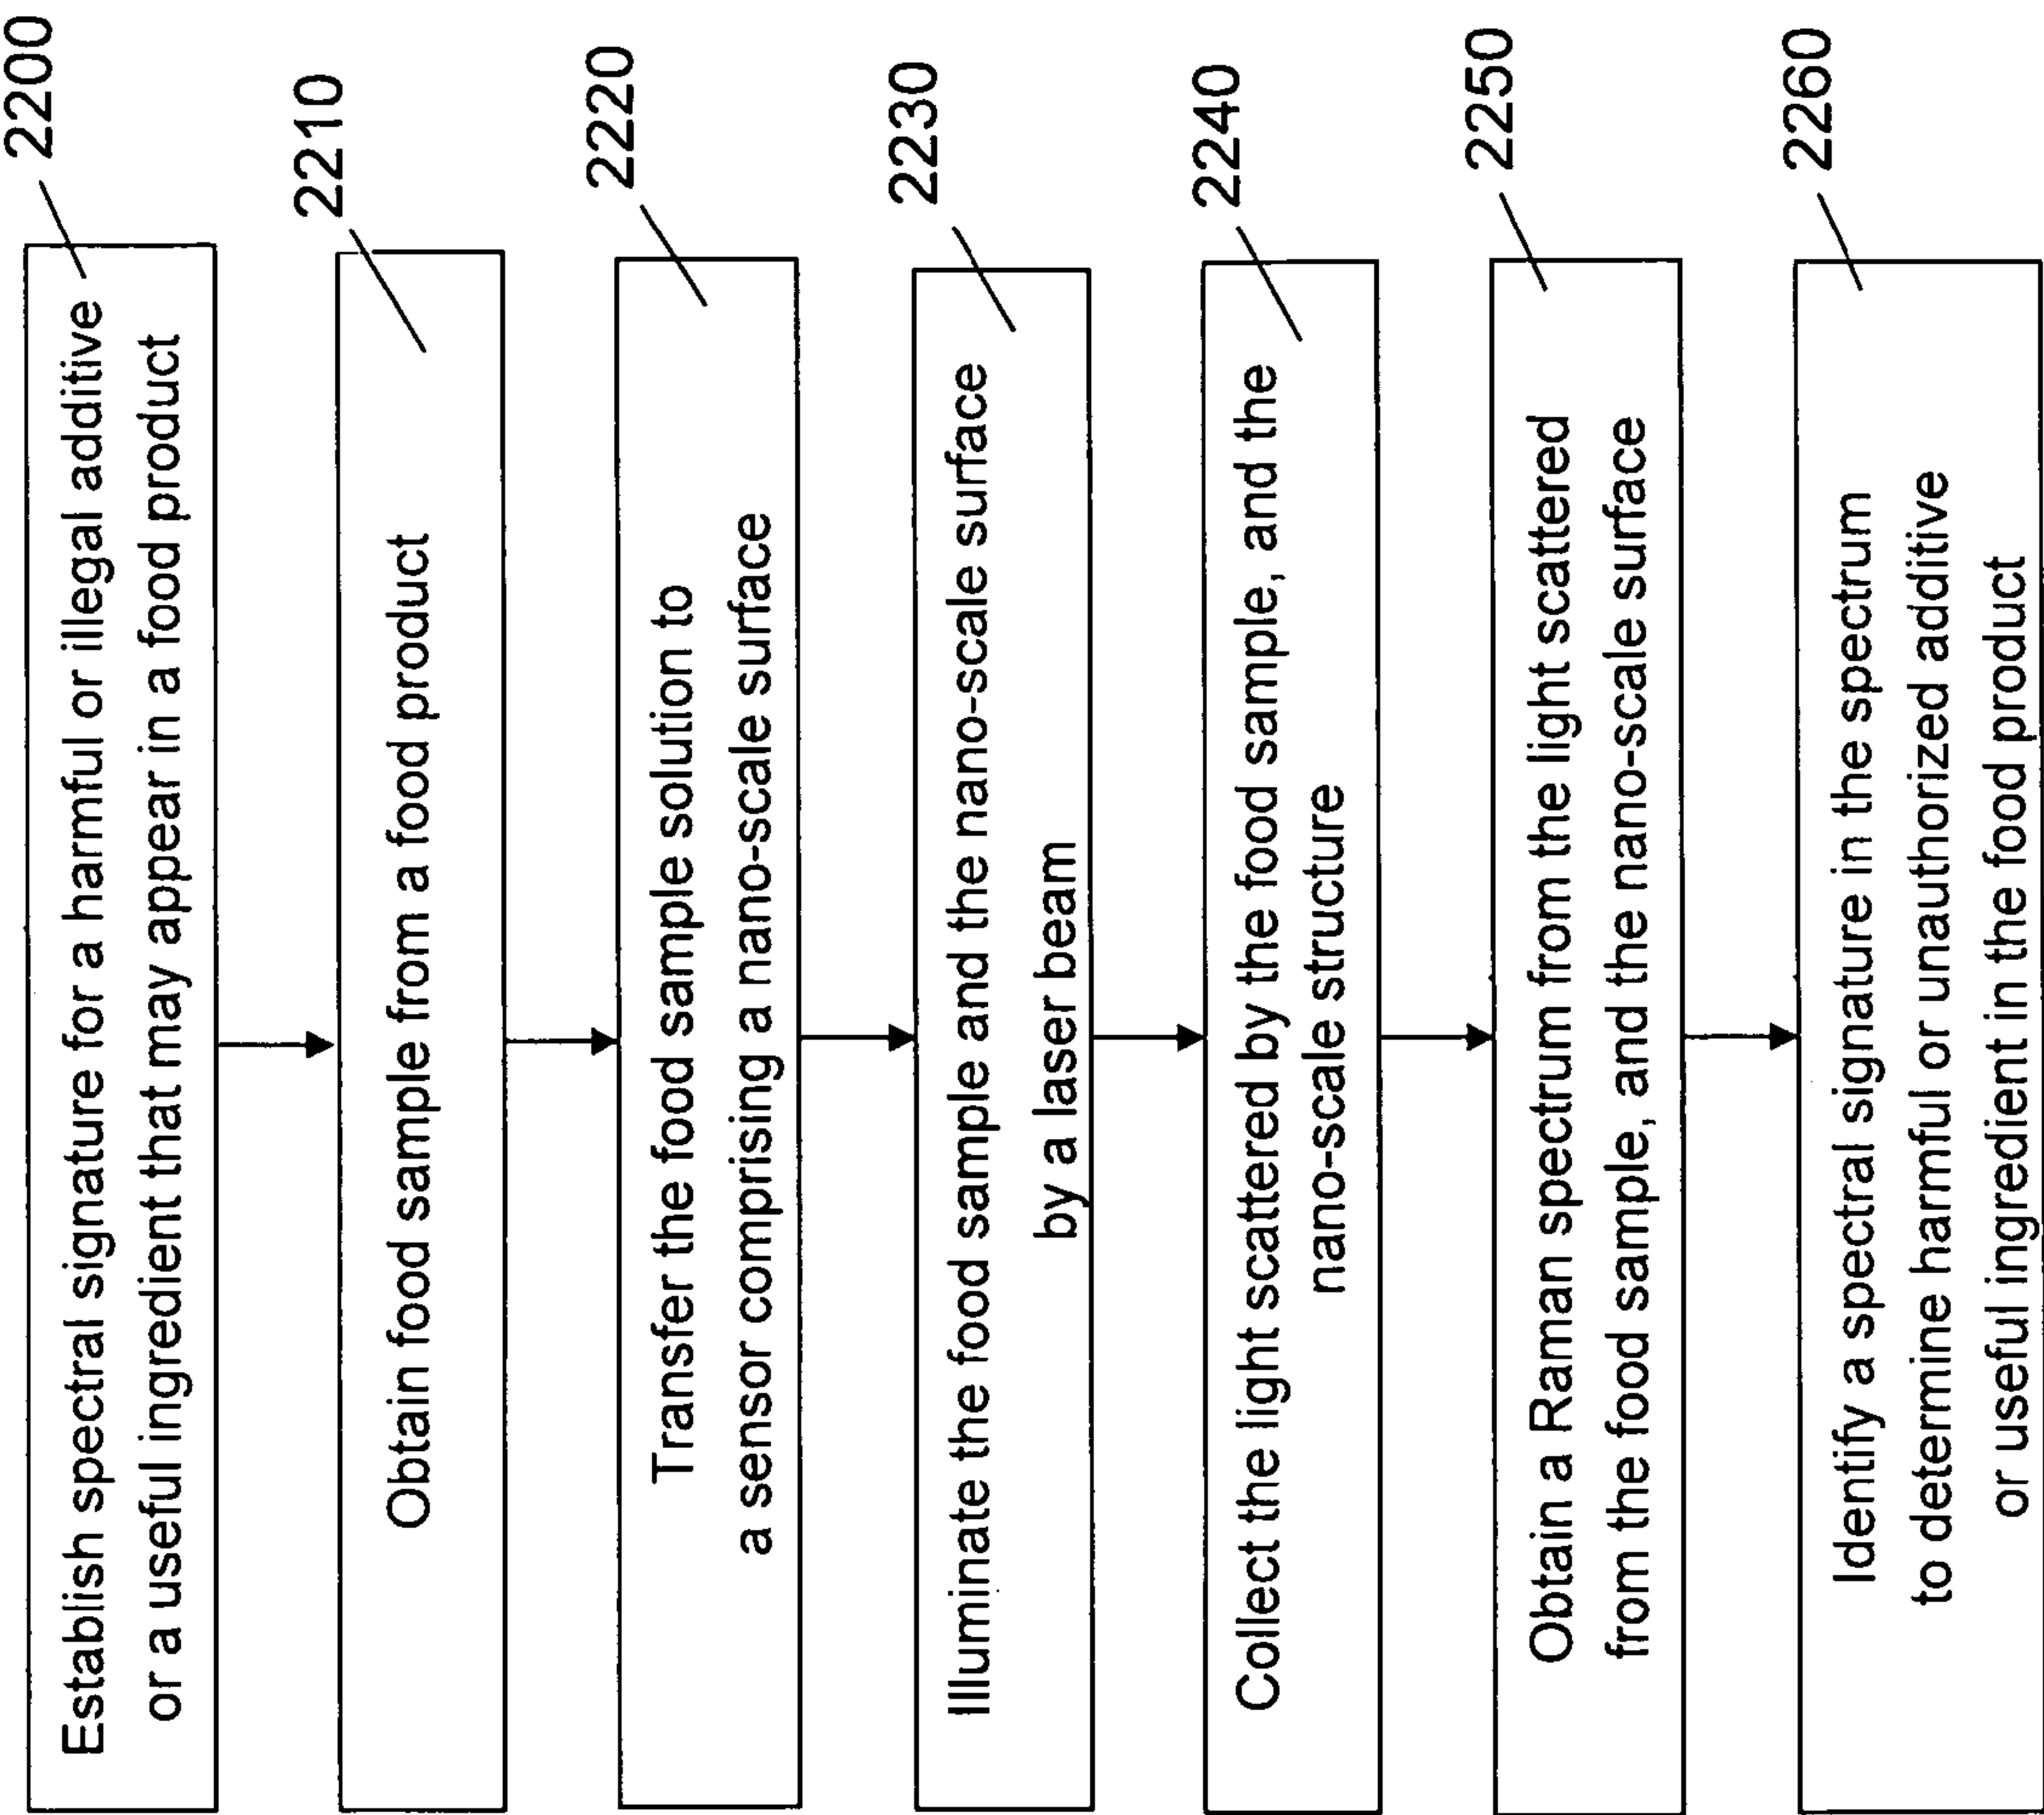 2200
Establish spectral signature for a harmful or illegal additive
or a useful ingredient that may appear in a food product
2210
Obtain food sample from a food product
2220
Transfer the food sample solution to
a sensor comprising a nano-scale surface
2230
Illuminate the food sample and the nano-scale surface
by a laser beam
2240
Collect the light scattered by the food sample, and the
nano-scale structure
2250
Obtain a Raman spectrum from the light scattered
from the food sample, and the nano-scale surface
2260
Identify a spectral signature in the spectrum
to determine harmful or unauthorized additive
or useful ingredient in the food product